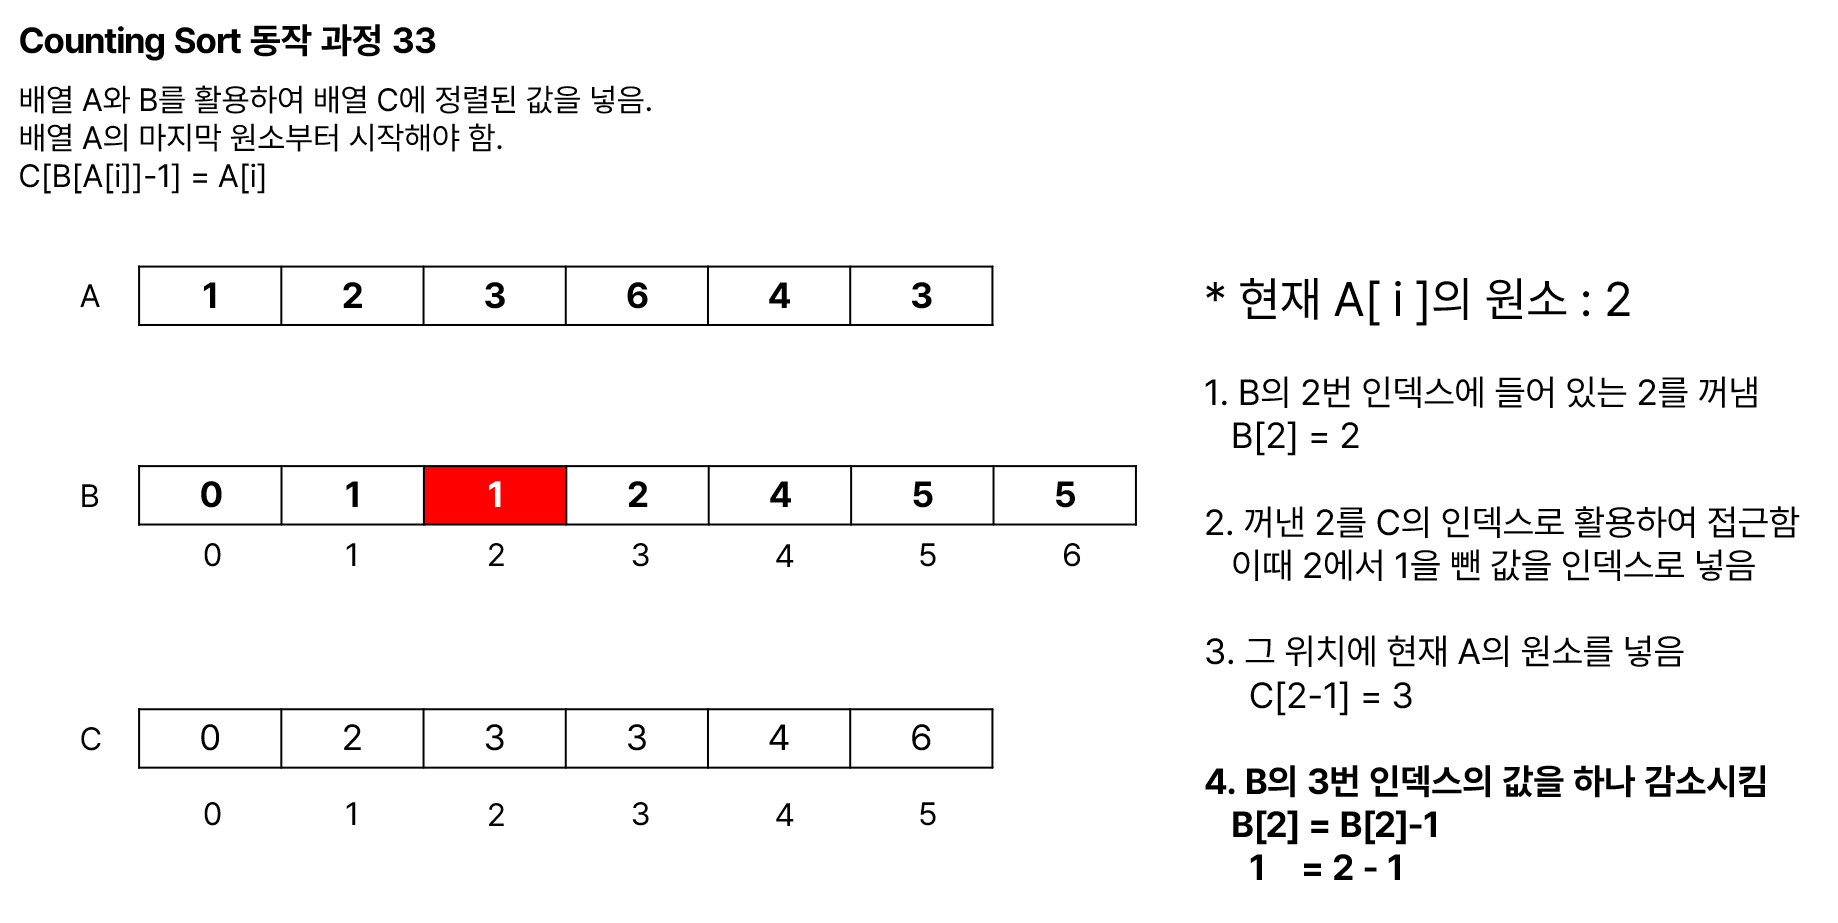 Counting Sort 동작 과정 33
배열 A와 B를 활용하여 배열 C에 정렬된 값을 넣음.
배열 A의 마지막 원소부터 시작해야 함.
C[B[A[i]]-1] = A[i]
A 1 2 3 6 4 3
B 0 1 1 2 4 5 5
0 1 2 3 4 5 6
C 0 2 3 3 4 6
0 1 2 3 4 5
* 현재 A[ i ]의 원소 : 2
1. B의 2번 인덱스에 들어 있는 2를 꺼냄
B[2] = 2
2. 꺼낸 2를 C의 인덱스로 활용하여 접근함
이때 2에서 1을 뺀 값을 인덱스로 넣음
3. 그 위치에 현재 A의 원소를 넣음
C[2-1] = 3
4. B의 3번 인덱스의 값을 하나 감소시킴
B[2] = B[2]-1
1 = 2 - 1